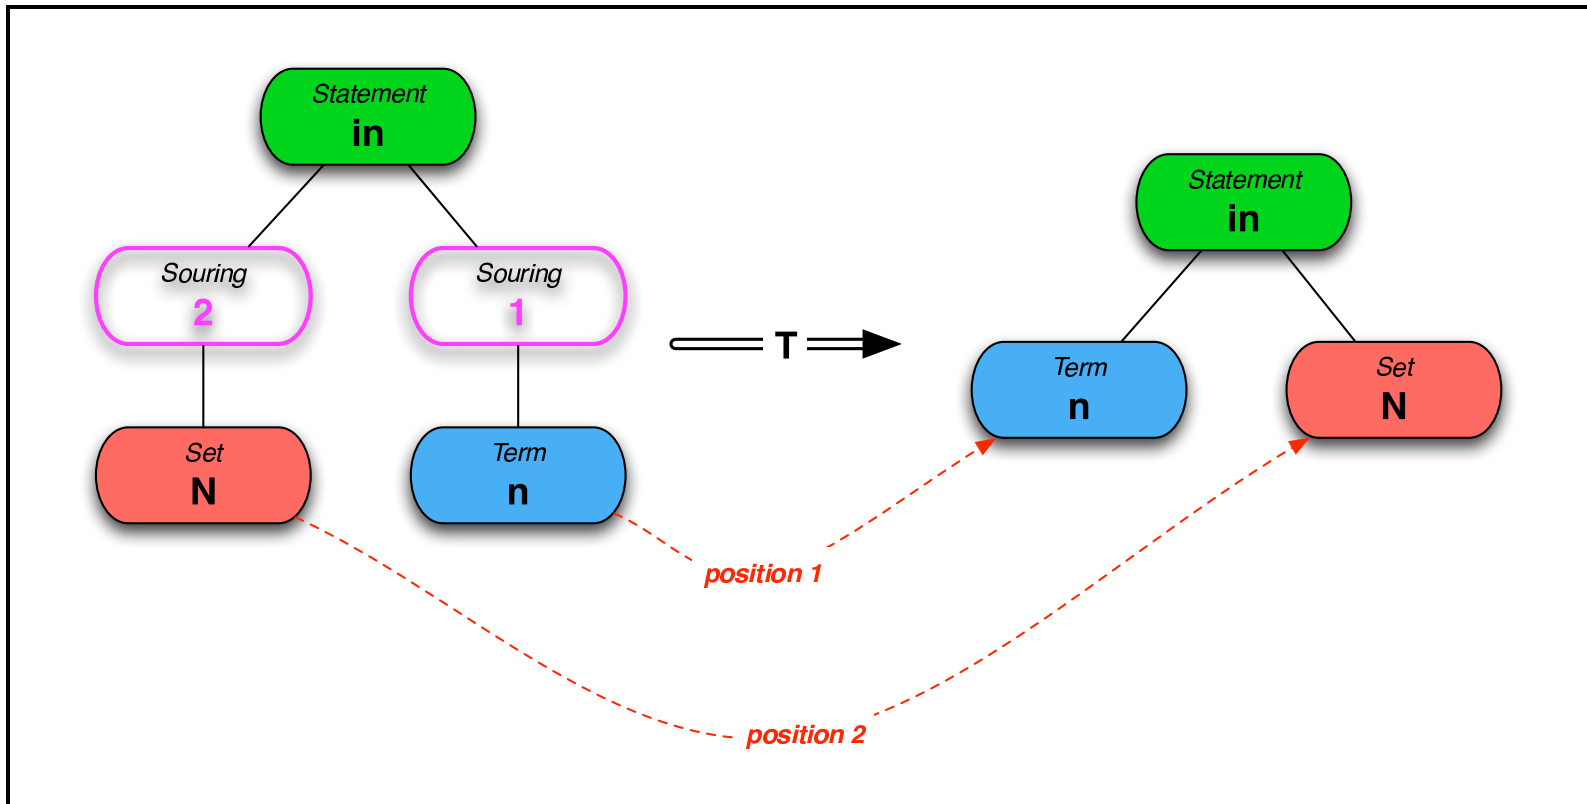 Statement
in
Statement
in
Souring
2
Souring
1
T
Term
n
Set
N
Set
N
Term
n
position 1
position 2